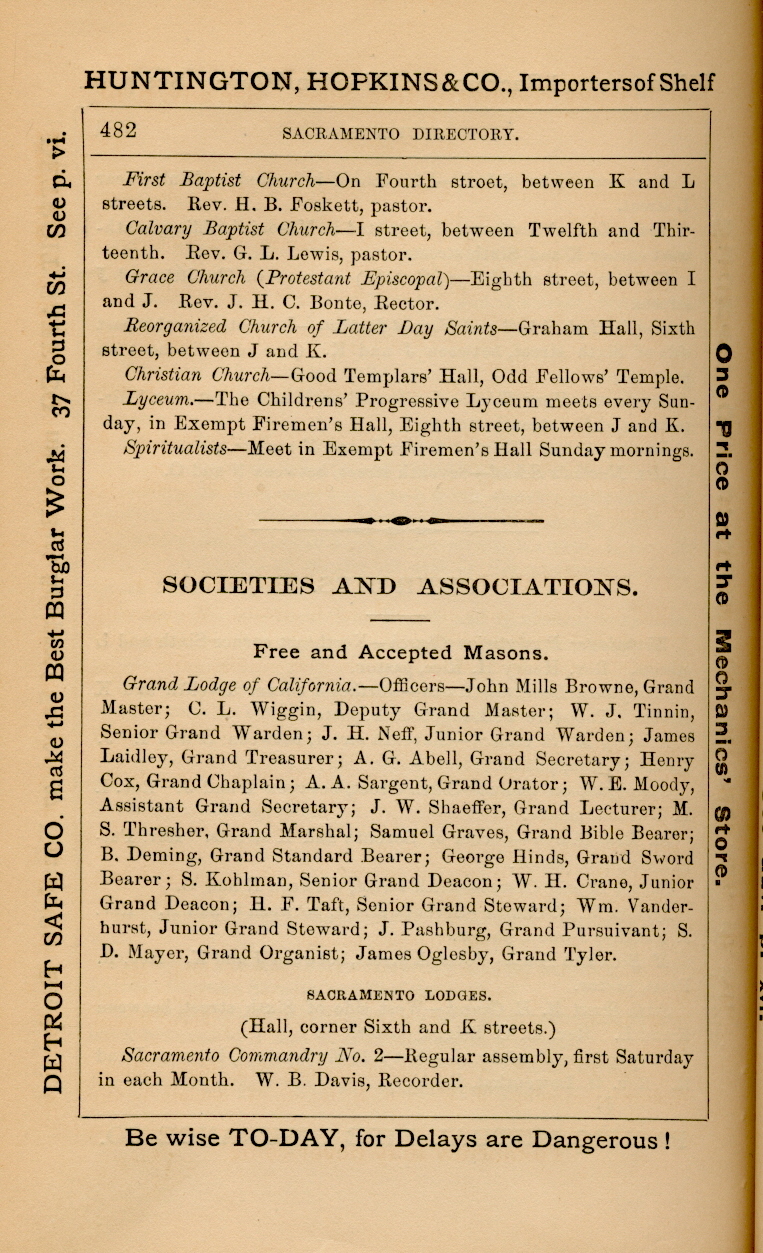 HUNTINGTON, HOPKINS & CO., Importers of Shelf
482 SACRAMENTO DIRECTORY.
First Baptist Church—On Fourth stroet, between K and L
streets. Rev. H. B. Foskett, pastor.
Calvary Baptist Church—I street, between Twelfth and Thir-
teenth. Rev. G. L. Lewis, pastor.
Grace Church (Protestant Episcopal)—Eighth street, between I
and J. Rev. J. H. C. Bonte, Rector.
Reorganized Church of Latter Day Saints—Graham Hall, Sixth
street, between J and K.
Christian Church—Good Templars' Hall, Odd Fellows' Temple.
Lyceum.—The Childrens' Progressive Lyceum meets every Sun-
day, in Exempt Firemen's Hall, Eighth street, between J and K.
Spiritualists—Meet in Exempt Firemen's Hall Sunday mornings.
SOCIETIES AND ASSOCIATIONS.
Free and Accepted Masons.
Grand Lodge of California.—Officers—John Mills Browne, Grand
Master; C. L. Wiggin, Deputy Grand Master; W. J. Tinnin,
Senior Grand Warden; J. H. Neff, Junior Grand Warden; James
Laidley, Grand Treasurer; A. G. Abell, Grand Secretary; Henry
Cox, Grand Chaplain; A. A. Sargent, Grand Orator; W. E. Moody,
Assistant Grand Secretary; J. W. Shaeffer, Grand Lecturer; M.
S. Thresher, Grand Marshal; Samuel Graves, Grand Bible Bearer;
B. Deming, Grand Standard Bearer; George Hinds, Grand Sword
Bearer; S. Kohlman, Senior Grand Deacon; W. H. Crane, Junior
Grand Deacon; H. F. Taft, Senior Grand Steward; Wm. Vander-
hurst, Junior Grand Steward; J. Pashburg, Grand Pursuivant; S.
D. Mayer, Grand Organist; James Oglesby, Grand Tyler.
SACRAMENTO LODGES.
(Hall, corner Sixth and K streets.)
Sacramento Commandry No. 2—Regular assembly, first Saturday
in each Month. W. B. Davis, Recorder.
Be wise TO-DAY, for Delays are Dangerous!
DETROIT SAFE CO. make the Best Burglar Work. 37 Fourth St. See p. vi.
One Price at the Mechanics' Store.